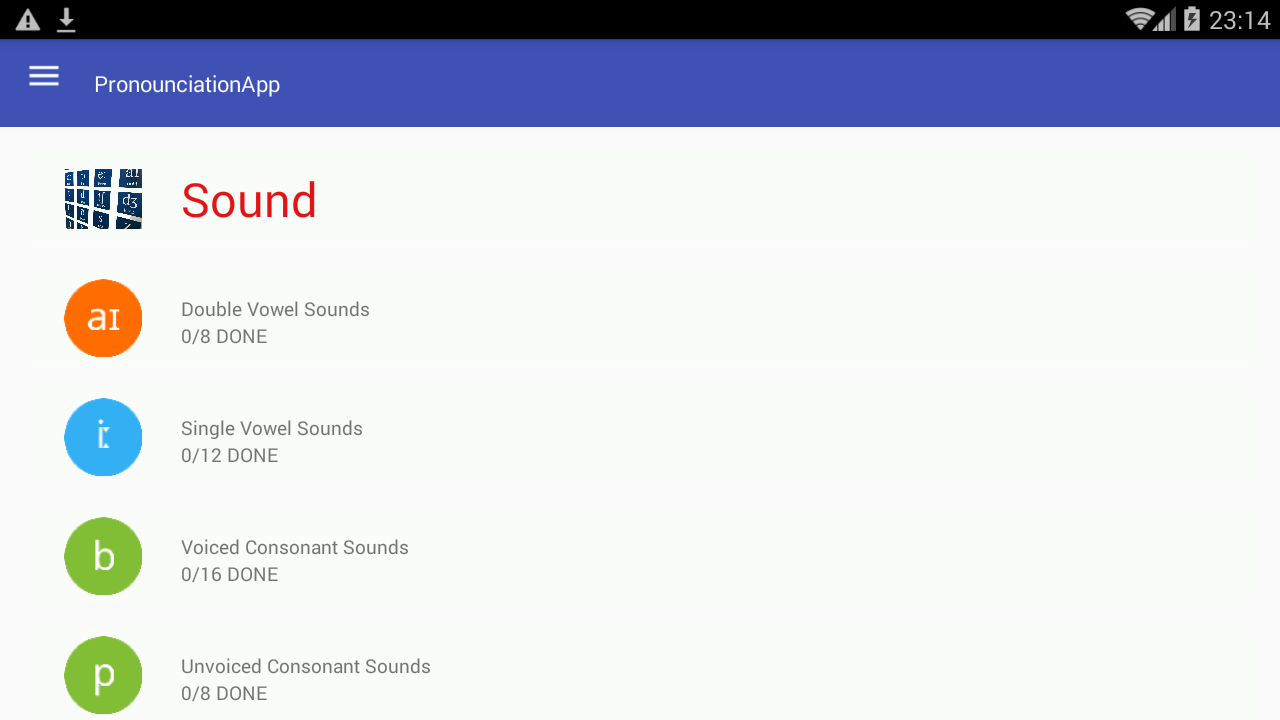 23:14
PronounciationApp
Sound
aɪ
Double Vowel Sounds
0/8 DONE
iː
Single Vowel Sounds
0/12 DONE
b
Voiced Consonant Sounds
0/16 DONE
p
Unvoiced Consonant Sounds
0/8 DONE